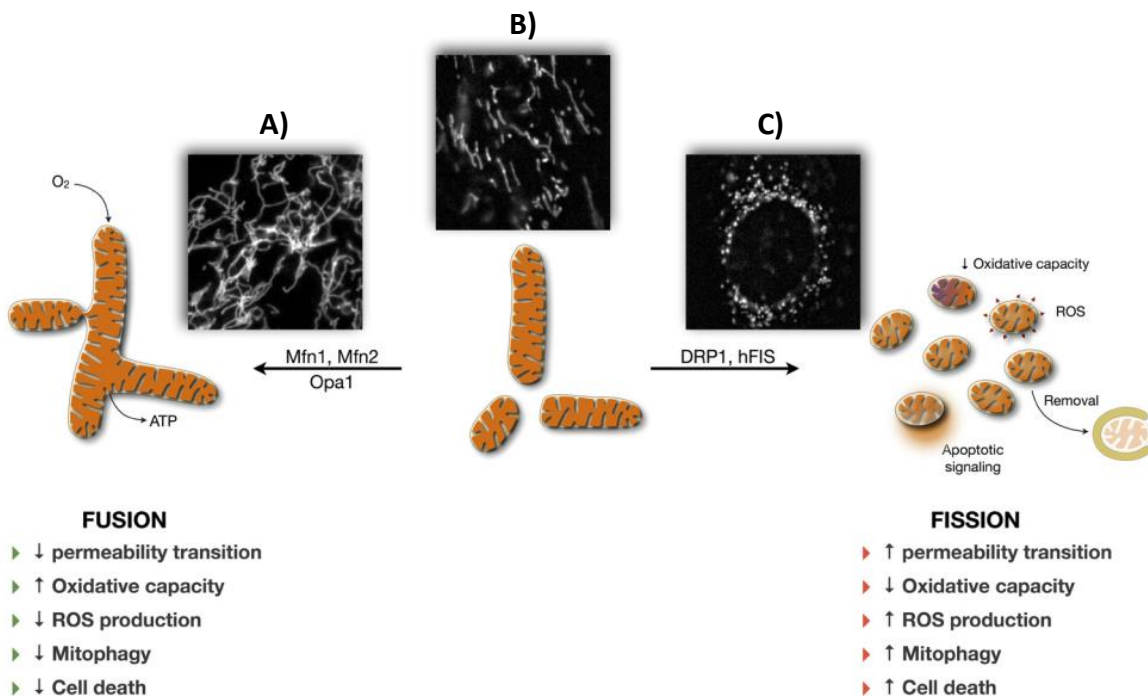 B)
A)
C)
O₂
ATP
Mfn1, Mfn2
Opa1
DRP1, hFIS
↓ Oxidative capacity
ROS
Removal
Apoptotic
signaling
FUSION
↓ permeability transition
↑ Oxidative capacity
↓ ROS production
↓ Mitophagy
↓ Cell death
FISSION
↑ permeability transition
↓ Oxidative capacity
↑ ROS production
↑ Mitophagy
↑ Cell death